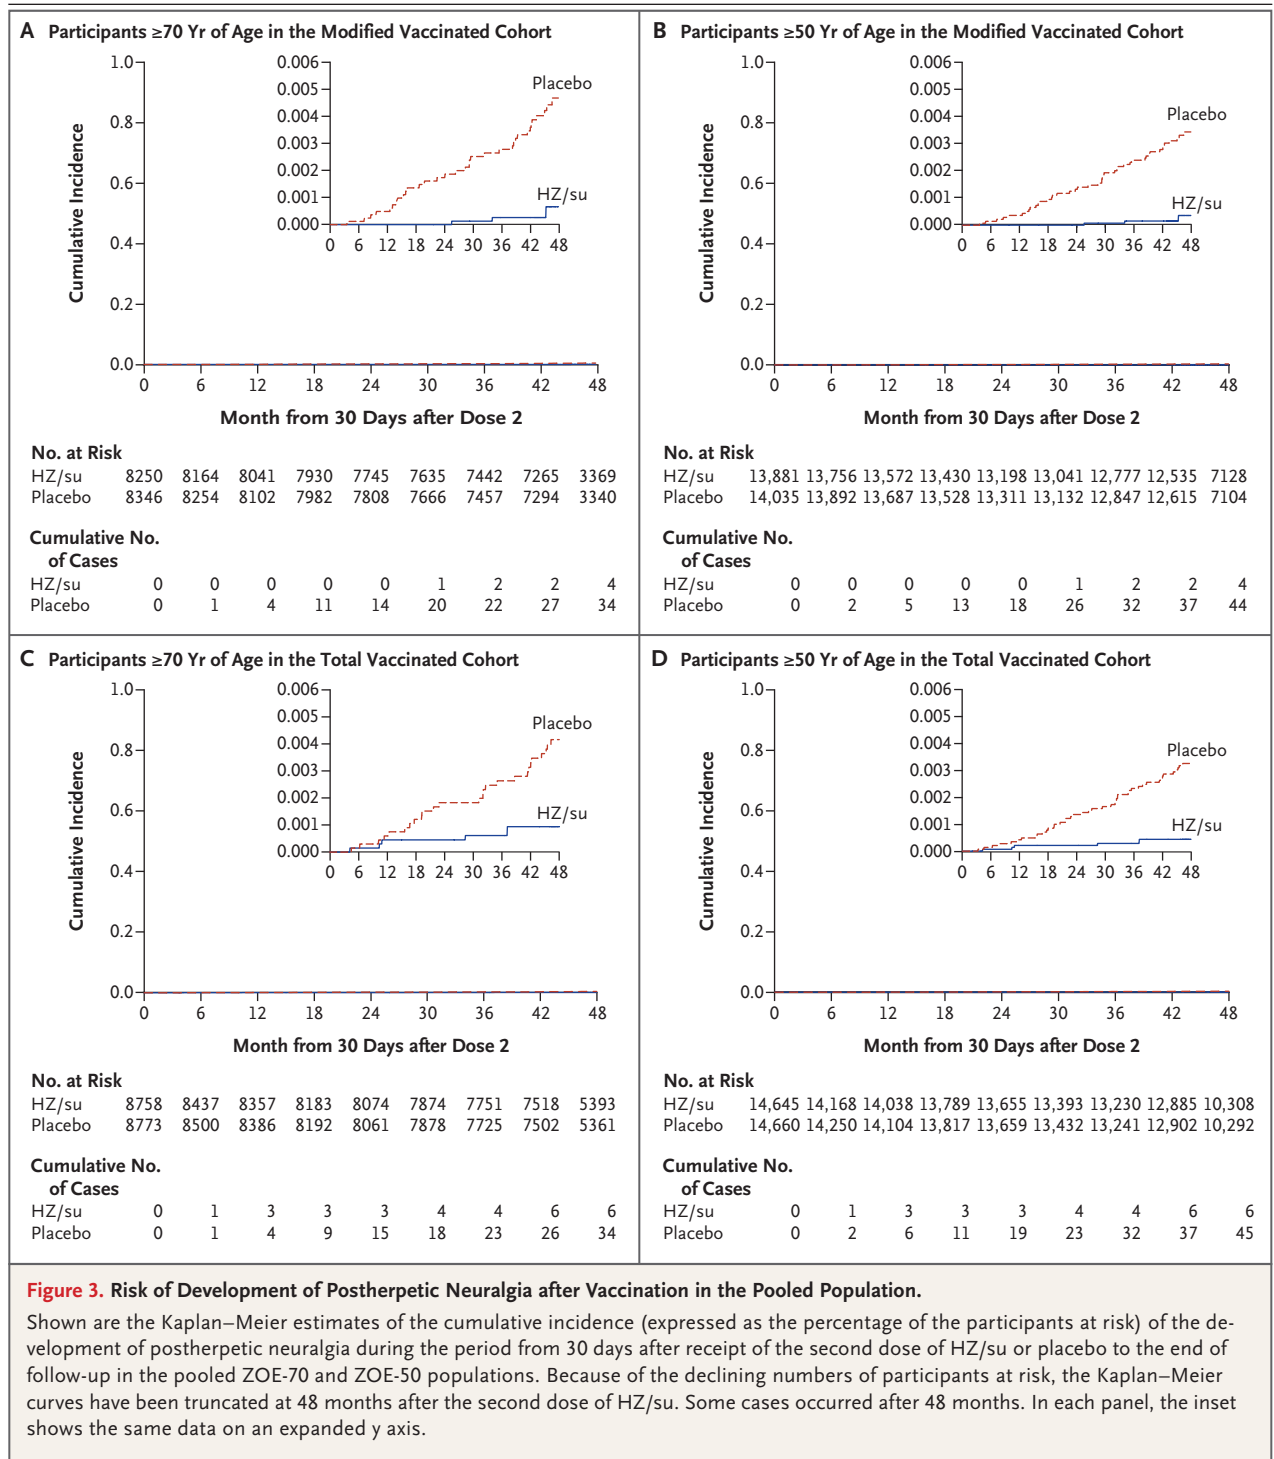 A Participants ≥70 Yr of Age in the Modified Vaccinated Cohort
Cumulative Incidence
1.0
0.8
0.6
0.4
0.2
0.0
0 6 12 18 24 30 36 42 48
Month from 30 Days after Dose 2
0.006
0.005
0.004
0.003
0.002
0.001
0.000
0 6 12 18 24 30 36 42 48
Placebo
HZ/su
No. at Risk
HZ/su 8250 8164 8041 7930 7745 7635 7442 7265 3369
Placebo 8346 8254 8102 7982 7808 7666 7457 7294 3340
Cumulative No.
of Cases
HZ/su 0 0 0 0 0 1 2 2 4
Placebo 0 1 4 11 14 20 22 27 34
B Participants ≥50 Yr of Age in the Modified Vaccinated Cohort
Cumulative Incidence
1.0
0.8
0.6
0.4
0.2
0.0
0 6 12 18 24 30 36 42 48
Month from 30 Days after Dose 2
0.006
0.005
0.004
0.003
0.002
0.001
0.000
0 6 12 18 24 30 36 42 48
Placebo
HZ/su
No. at Risk
HZ/su 13,881 13,756 13,572 13,430 13,198 13,041 12,777 12,535 7128
Placebo 14,035 13,892 13,687 13,528 13,311 13,132 12,847 12,615 7104
Cumulative No.
of Cases
HZ/su 0 0 0 0 0 1 2 2 4
Placebo 0 2 5 13 18 26 32 37 44
C Participants ≥70 Yr of Age in the Total Vaccinated Cohort
Cumulative Incidence
1.0
0.8
0.6
0.4
0.2
0.0
0 6 12 18 24 30 36 42 48
Month from 30 Days after Dose 2
0.006
0.005
0.004
0.003
0.002
0.001
0.000
0 6 12 18 24 30 36 42 48
Placebo
HZ/su
No. at Risk
HZ/su 8758 8437 8357 8183 8074 7874 7751 7518 5393
Placebo 8773 8500 8386 8192 8061 7878 7725 7502 5361
Cumulative No.
of Cases
HZ/su 0 1 3 3 3 4 4 6 6
Placebo 0 1 4 9 15 18 23 26 34
D Participants ≥50 Yr of Age in the Total Vaccinated Cohort
Cumulative Incidence
1.0
0.8
0.6
0.4
0.2
0.0
0 6 12 18 24 30 36 42 48
Month from 30 Days after Dose 2
0.006
0.005
0.004
0.003
0.002
0.001
0.000
0 6 12 18 24 30 36 42 48
Placebo
HZ/su
No. at Risk
HZ/su 14,645 14,168 14,038 13,789 13,655 13,393 13,230 12,885 10,308
Placebo 14,660 14,250 14,104 13,817 13,659 13,432 13,241 12,902 10,292
Cumulative No.
of Cases
HZ/su 0 1 3 3 3 4 4 6 6
Placebo 0 2 6 11 19 23 32 37 45
Figure 3. Risk of Development of Postherpetic Neuralgia after Vaccination in the Pooled Population.
Shown are the Kaplan–Meier estimates of the cumulative incidence (expressed as the percentage of the participants at risk) of the de-
velopment of postherpetic neuralgia during the period from 30 days after receipt of the second dose of HZ/su or placebo to the end of
follow-up in the pooled ZOE-70 and ZOE-50 populations. Because of the declining numbers of participants at risk, the Kaplan–Meier
curves have been truncated at 48 months after the second dose of HZ/su. Some cases occurred after 48 months. In each panel, the inset
shows the same data on an expanded y axis.